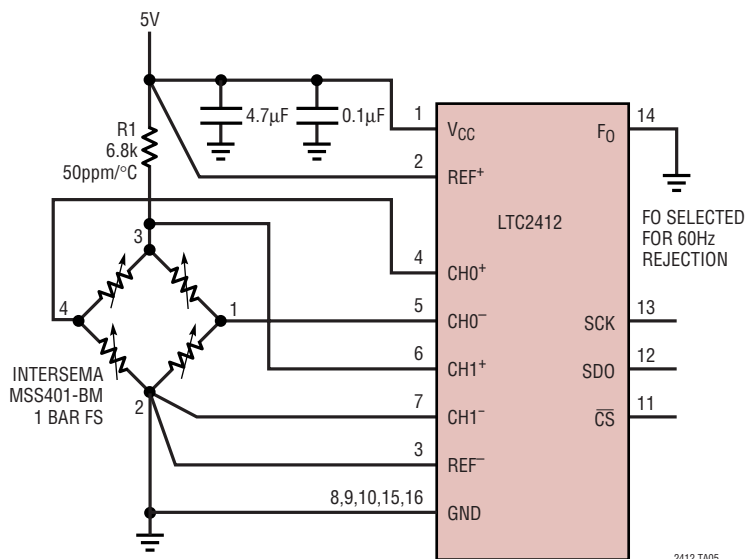 5V
4.7µF
0.1µF
R1
6.8k
50ppm/°C
3
4
1
2
INTERSEMA
MSS401-BM
1 BAR FS
1
VCC
2
REF+
LTC2412
4
CH0+
5
CH0–
6
CH1+
7
CH1–
3
REF–
8,9,10,15,16
GND
14
FO
FO SELECTED
FOR 60Hz
REJECTION
13
SCK
12
SDO
11
CS
2412 TA05